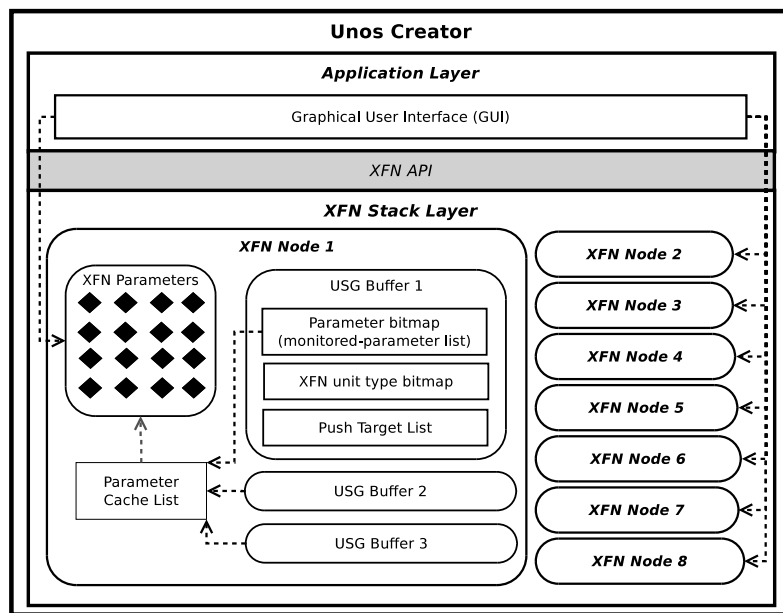 Unos Creator
Application Layer
Graphical User Interface (GUI)
XFN API
XFN Stack Layer
XFN Node 1
XFN Parameters
USG Buffer 1
Parameter bitmap
(monitored-parameter list)
XFN unit type bitmap
Push Target List
Parameter
Cache List
USG Buffer 2
USG Buffer 3
XFN Node 2
XFN Node 3
XFN Node 4
XFN Node 5
XFN Node 6
XFN Node 7
XFN Node 8